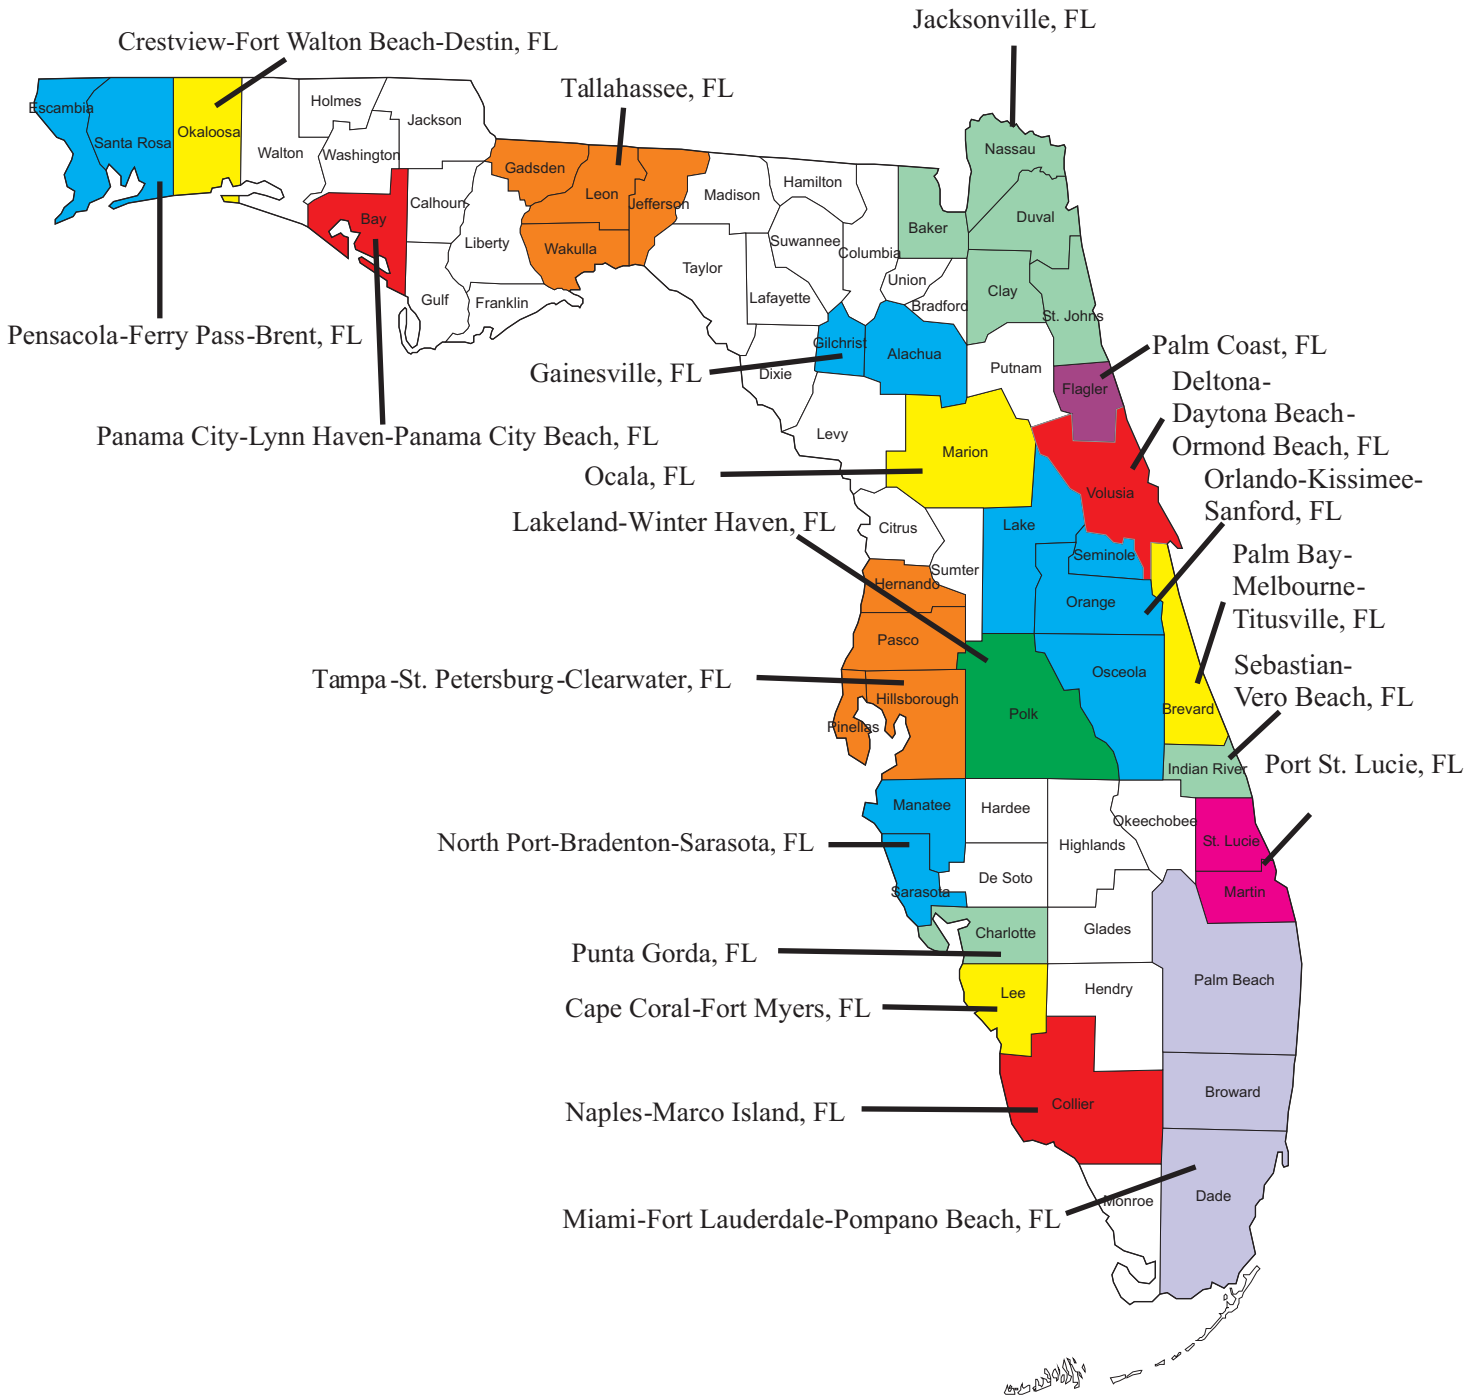 Jacksonville, FL
Crestview-Fort Walton Beach-Destin, FL
Tallahassee, FL
Escambia
Santa Rosa
Okaloosa
Walton
Holmes
Washington
Jackson
Bay
Calhoun
Gulf
Liberty
Franklin
Gadsden
Leon
Jefferson
Wakulla
Madison
Taylor
Hamilton
Suwannee
Lafayette
Columbia
Baker
Union
Bradford
Nassau
Duval
Clay
St. Johns
Pensacola-Ferry Pass-Brent, FL
Gainesville, FL
Gilchrist
Alachua
Dixie
Putnam
Flagler
Palm Coast, FL
Deltona-
Daytona Beach-
Ormond Beach, FL
Panama City-Lynn Haven-Panama City Beach, FL
Levy
Marion
Ocala, FL
Volusia
Orlando-Kissimee-
Sanford, FL
Lakeland-Winter Haven, FL
Citrus
Lake
Sumter
Seminole
Hernando
Orange
Palm Bay-
Melbourne-
Titusville, FL
Pasco
Tampa-St. Petersburg-Clearwater, FL
Hillsborough
Pinellas
Polk
Osceola
Brevard
Sebastian-
Vero Beach, FL
Indian River
Port St. Lucie, FL
Manatee
Hardee
Okeechobee
North Port-Bradenton-Sarasota, FL
Highlands
St. Lucie
De Soto
Sarasota
Martin
Charlotte
Glades
Punta Gorda, FL
Palm Beach
Cape Coral-Fort Myers, FL
Lee
Hendry
Naples-Marco Island, FL
Collier
Broward
Miami-Fort Lauderdale-Pompano Beach, FL
Monroe
Dade